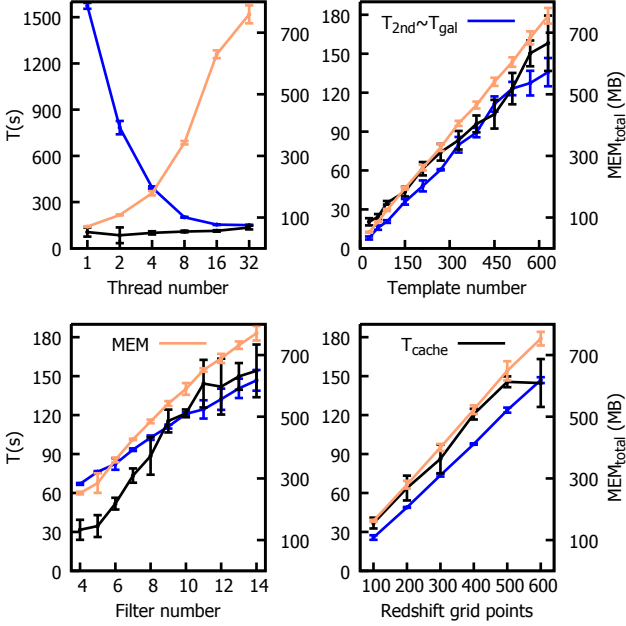 1500
1200
900
600
300
0
T(s)
700
500
300
100
1 2 4 8 16 32
Thread number
T2nd~Tgal
180
150
120
90
60
30
0
700
500
300
100
MEMtotal (MB)
0 150 300 450 600
Template number
MEM
180
150
120
90
60
30
0
T(s)
700
500
300
100
4 6 8 10 12 14
Filter number
Tcache
180
150
120
90
60
30
0
700
500
300
100
MEMtotal (MB)
100 200 300 400 500 600
Redshift grid points